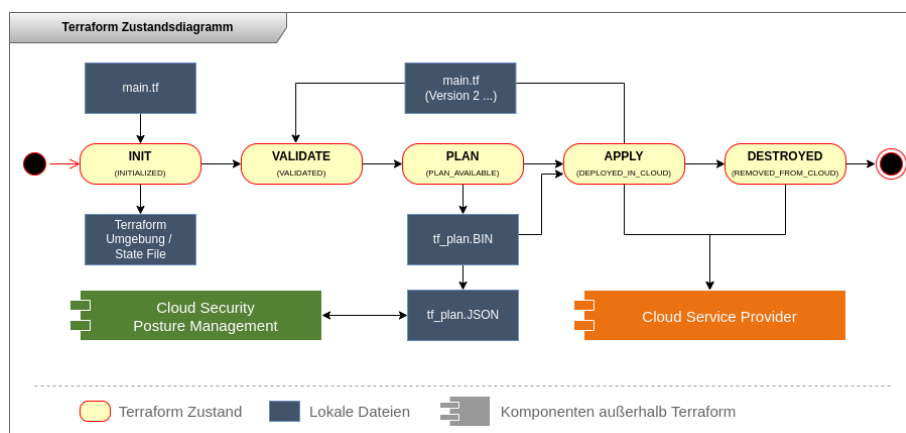 Terraform Zustandsdiagramm
main.tf
main.tf
(Version 2 ...)
INIT
(INITIALIZED)
VALIDATE
(VALIDATED)
PLAN
(PLAN_AVAILABLE)
APPLY
(DEPLOYED_IN_CLOUD)
DESTROYED
(REMOVED_FROM_CLOUD)
Terraform
Umgebung /
State File
tf_plan.BIN
Cloud Security
Posture Management
tf_plan.JSON
Cloud Service Provider
Terraform Zustand
Lokale Dateien
Komponenten außerhalb Terraform